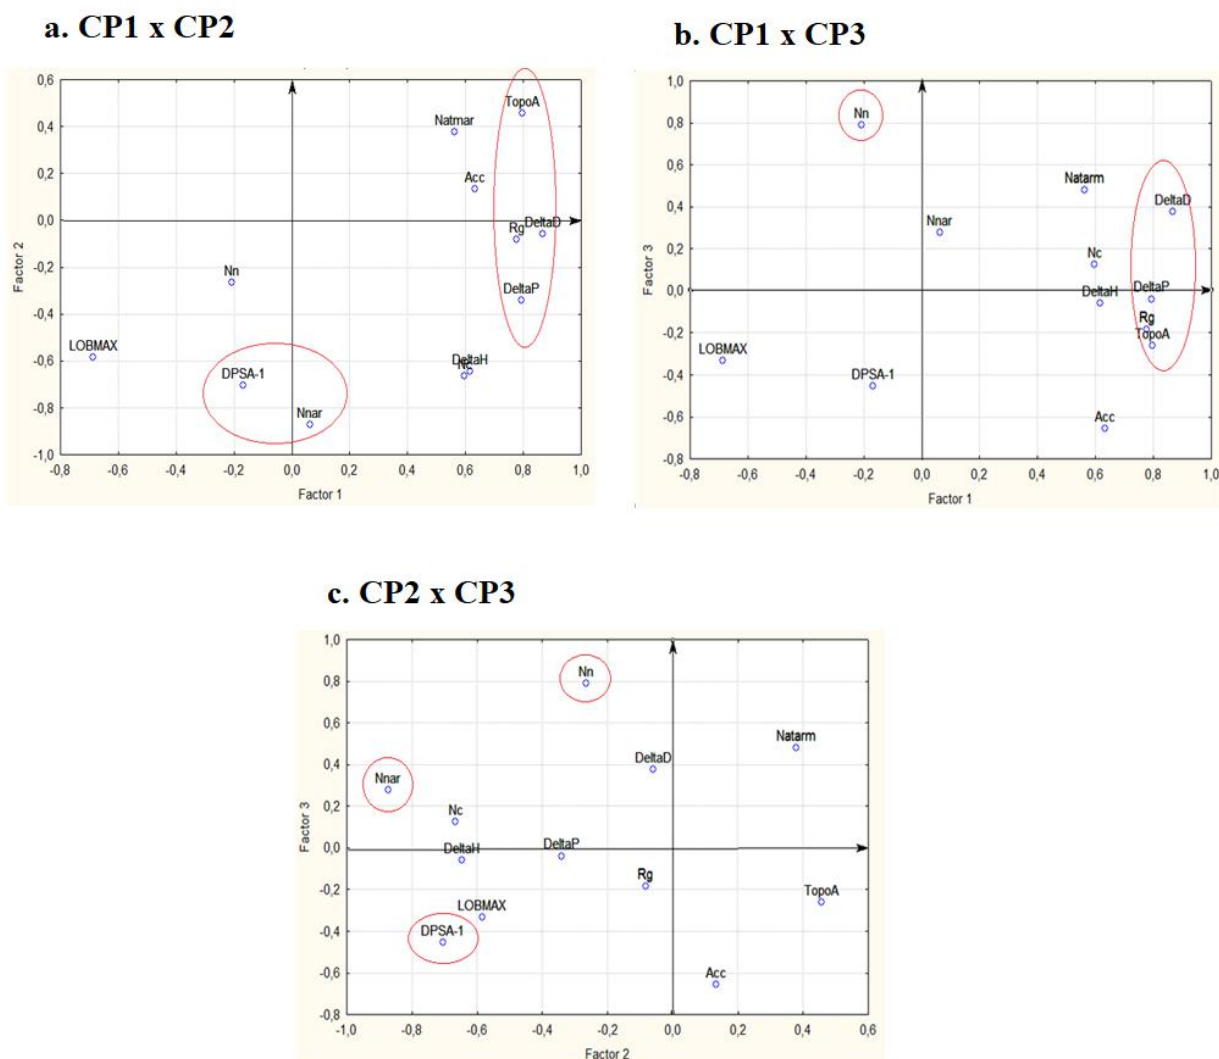 a. CP1 x CP2
0,6
0,4
0,2
0,0
-0,2
-0,4
-0,6
-0,8
-1,0
Factor 2
TopoA
Natmar
Acc
Rg
DeltaD
Nn
DeltaP
LOBMAX
DeltaH
DPSA-1
Nnar
-0,8
-0,6
-0,4
-0,2
0,0
0,2
0,4
0,6
0,8
1,0
Factor 1
b. CP1 x CP3
1,0
0,8
0,6
0,4
0,2
0,0
-0,2
-0,4
-0,6
-0,8
Factor 3
Nn
Natarm
DeltaD
Nnar
Nc
DeltaH
DeltaP
Rg
TopoA
LOBMAX
DPSA-1
Acc
-0,8
-0,6
-0,4
-0,2
0,0
0,2
0,4
0,6
0,8
1,0
Factor 1
c. CP2 x CP3
1,0
0,8
0,6
0,4
0,2
0,0
-0,2
-0,4
-0,6
-0,8
Factor 3
Nn
Natarm
DeltaD
Nnar
Nc
DeltaH
DeltaP
Rg
TopoA
LOBMAX
DPSA-1
Acc
-1,0
-0,8
-0,6
-0,4
-0,2
0,0
0,2
0,4
0,6
Factor 2